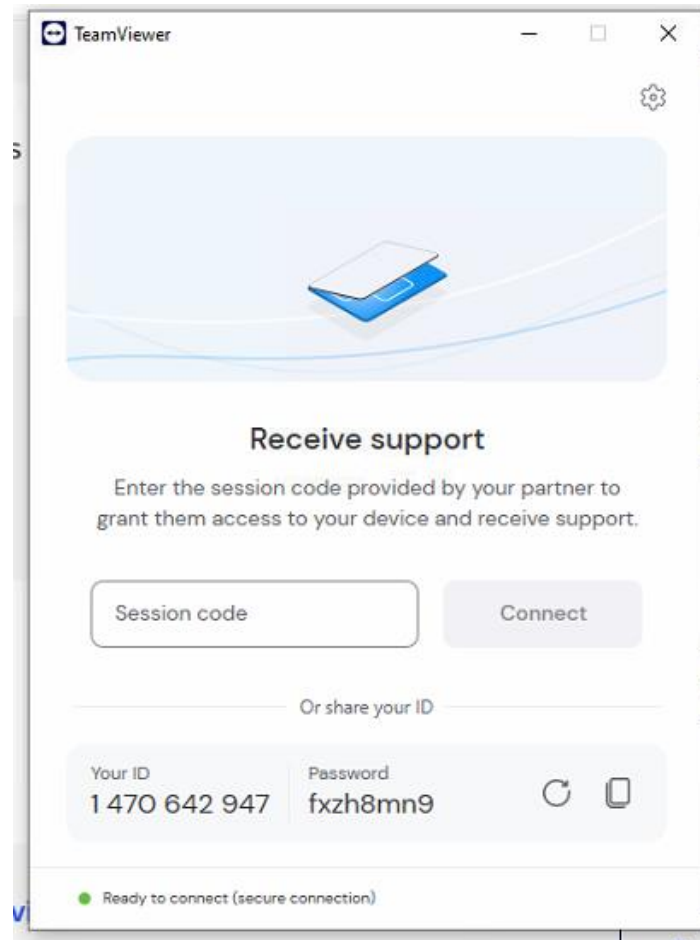 TeamViewer
s
Receive support
Enter the session code provided by your partner to
grant them access to your device and receive support.
Session code
Connect
Or share your ID
Your ID
Password
1 470 642 947
fxzh8mn9
Ready to connect (secure connection)
vi